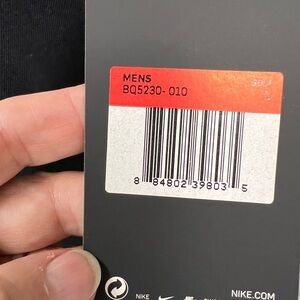 MENS
BQ5230-010
8 84802 39803 5
NIKE
NIKE.COM